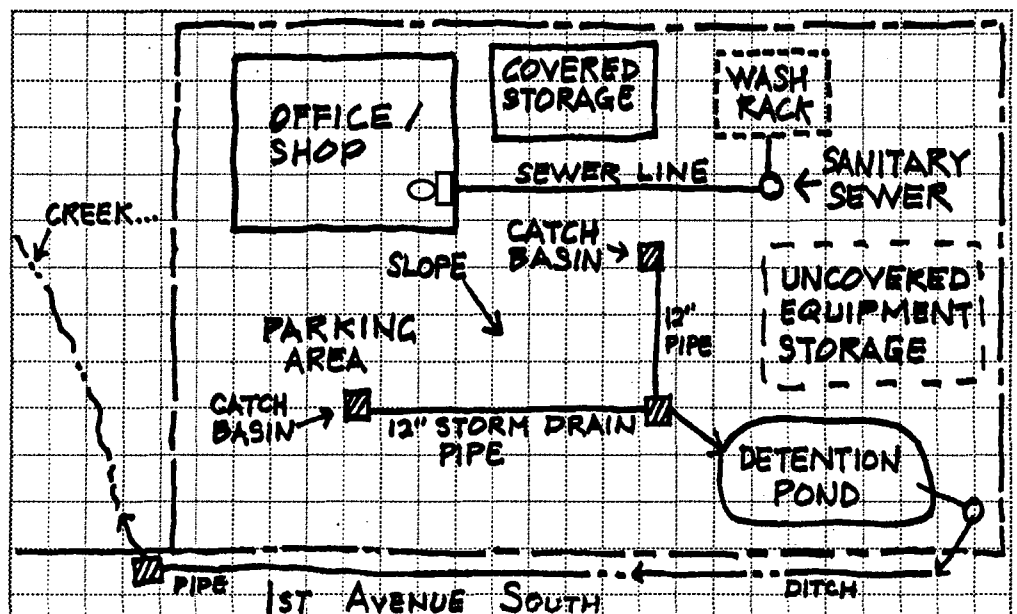 OFFICE /
SHOP
COVERED
STORAGE
WASH
RACK
SEWER LINE
SANITARY
SEWER
CREEK...
CATCH
BASIN
SLOPE
UNCOVERED
EQUIPMENT
STORAGE
12"
PIPE
PARKING
AREA
CATCH
BASIN
12" STORM DRAIN
PIPE
DETENTION
POND
PIPE
DITCH
1ST AVENUE SOUTH